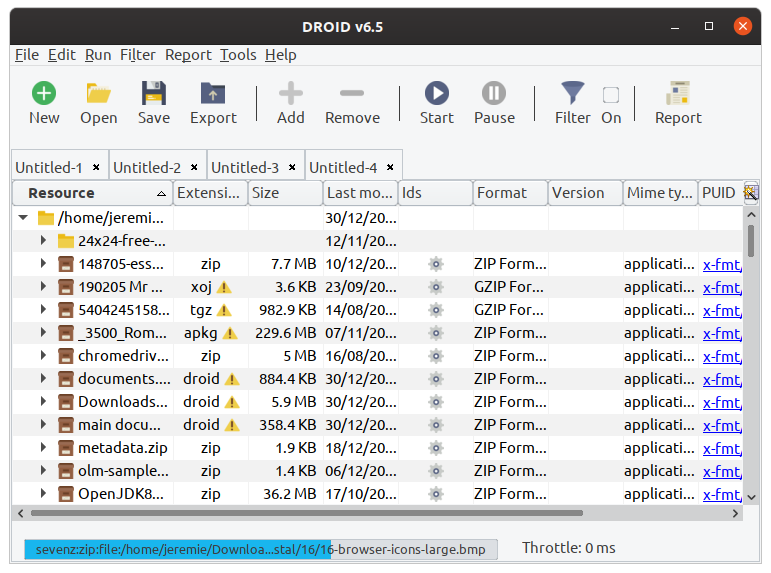 DROID v6.5
File Edit Run Filter Report Tools Help
New Open Save Export Add Remove Start Pause Filter On Report
Untitled-1 Untitled-2 Untitled-3 Untitled-4
Resource Extensi... Size Last mo... Ids Format Version Mime ty... PUID
/home/jeremi... 30/12/20...
24x24-free-... 12/11/20...
148705-ess... zip 7.7 MB 10/12/20... ZIP Form... applicati... x-fmt/
190205 Mr ... xoj 3.6 KB 23/09/20... GZIP For... applicati... x-fmt/
5404245158... tgz 982.9 KB 14/08/20... GZIP For... applicati... x-fmt/
_3500_Rom... apkg 229.6 MB 07/11/20... ZIP Form... applicati... x-fmt/
chromedriv... zip 5 MB 16/08/20... ZIP Form... applicati... x-fmt/
documents.... droid 884.4 KB 30/12/20... ZIP Form... applicati... x-fmt/
Downloads... droid 5.9 MB 30/12/20... ZIP Form... applicati... x-fmt/
main docu... droid 358.4 KB 30/12/20... ZIP Form... applicati... x-fmt/
metadata.zip zip 1.9 KB 18/12/20... ZIP Form... applicati... x-fmt/
olm-sample... zip 1.4 KB 06/12/20... ZIP Form... applicati... x-fmt/
OpenJDK8... zip 36.2 MB 17/10/20... ZIP Form... applicati... x-fmt/
sevenz:zip:file:/home/jeremie/Downloa...stal/16/16-browser-icons-large.bmp Throttle: 0 ms